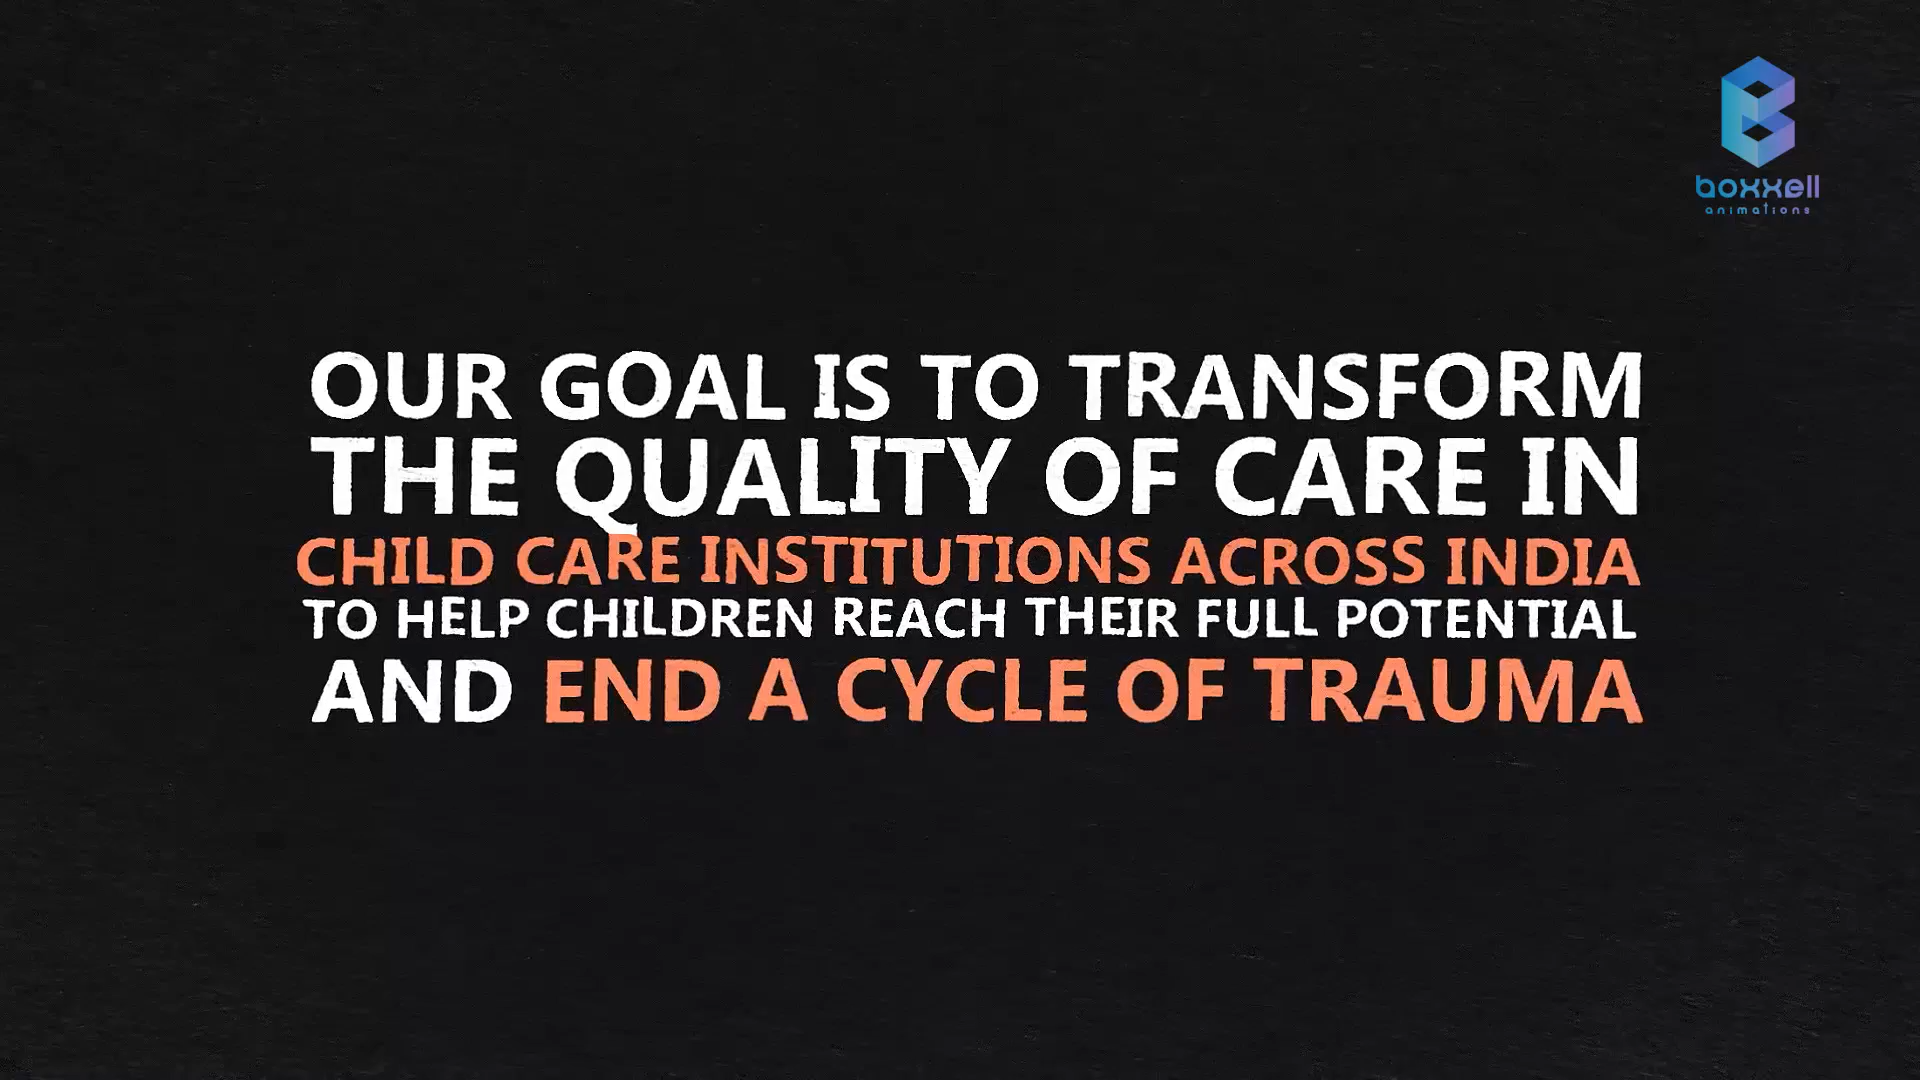 boxxell
animations
OUR GOAL IS TO TRANSFORM
THE QUALITY OF CARE IN
CHILD CARE INSTITUTIONS ACROSS INDIA
TO HELP CHILDREN REACH THEIR FULL POTENTIAL
AND END A CYCLE OF TRAUMA